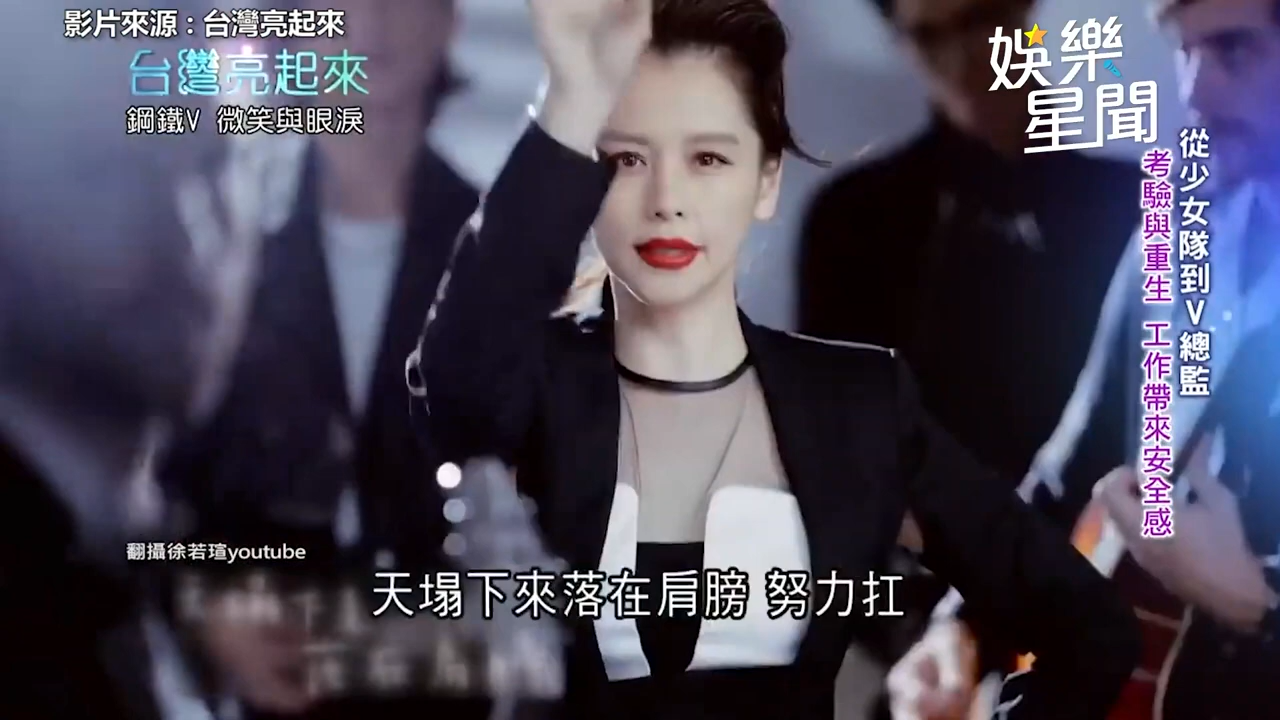 影片來源：台灣亮起來
台灣亮起來
鋼鐵V 微笑與眼淚
娛樂
星聞
從少女隊到V總監
考驗與重生 工作帶來安全感
翻攝徐若瑄youtube
天塌下來落在肩膀 努力扛